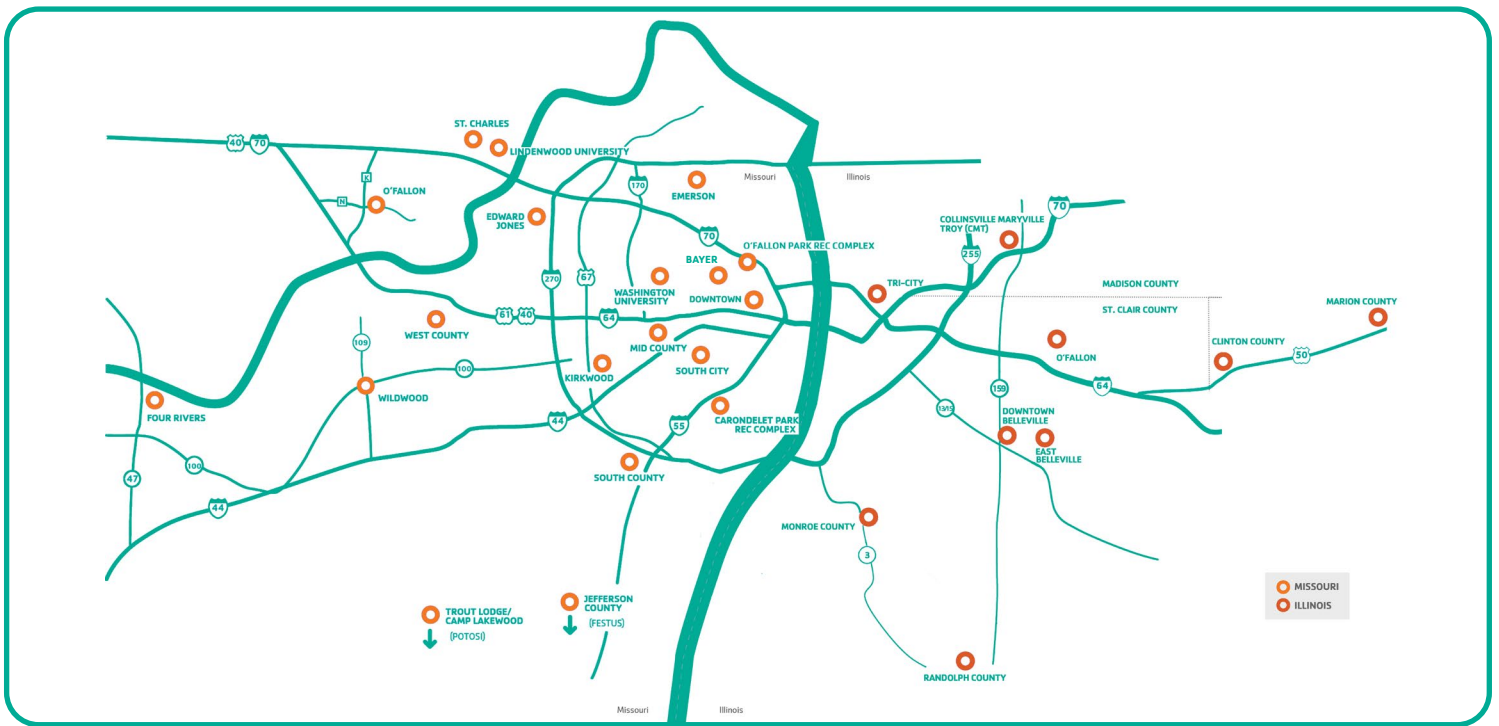 ST. CHARLES
40
70
LINDENWOOD UNIVERSITY
Missouri
Illinois
K
170
O'FALLON
EMERSON
N
70
EDWARD
JONES
COLLINSVILLE MARYVILLE
TROY (CMT)
70
O'FALLON PARK REC COMPLEX
255
BAYER
270
67
TRI-CITY
MADISON COUNTY
WASHINGTON
UNIVERSITY
DOWNTOWN
MARION COUNTY
ST. CLAIR COUNTY
61
40
64
WEST COUNTY
109
MID COUNTY
CLINTON COUNTY
50
O'FALLON
100
KIRKWOOD
SOUTH CITY
64
159
WILDWOOD
FOUR RIVERS
44
55
CARONDELET PARK
REC COMPLEX
13/15
DOWNTOWN
BELLEVILLE
EAST
BELLEVILLE
100
47
SOUTH COUNTY
44
MONROE COUNTY
3
MISSOURI
ILLINOIS
TROUT LODGE/
CAMP LAKEWOOD
(POTOSI)
JEFFERSON
COUNTY
(FESTUS)
RANDOLPH COUNTY
Missouri
Illinois